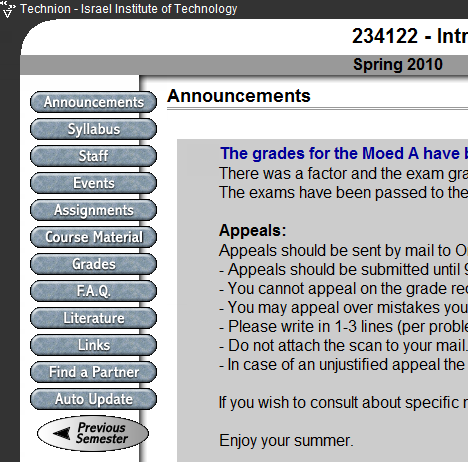 Technion - Israel Institute of Technology
234122 - Intr
Spring 2010
Announcements
Syllabus
Staff
Events
Assignments
Course Material
Grades
F.A.Q.
Literature
Links
Find a Partner
Auto Update
Previous
Semester
Announcements
The grades for the Moed A have b
There was a factor and the exam gra
The exams have been passed to the
Appeals:
Appeals should be sent by mail to Ol
- Appeals should be submitted until 9
- You cannot appeal on the grade rec
- You may appeal over mistakes you
- Please write in 1-3 lines (per proble
- Do not attach the scan to your mail.
- In case of an unjustified appeal the
If you wish to consult about specific
Enjoy your summer.